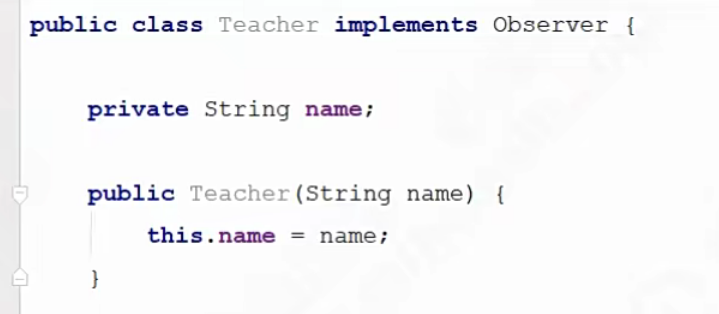 public class Teacher implements Observer {
private String name;
public Teacher(String name) {
this.name = name;
}